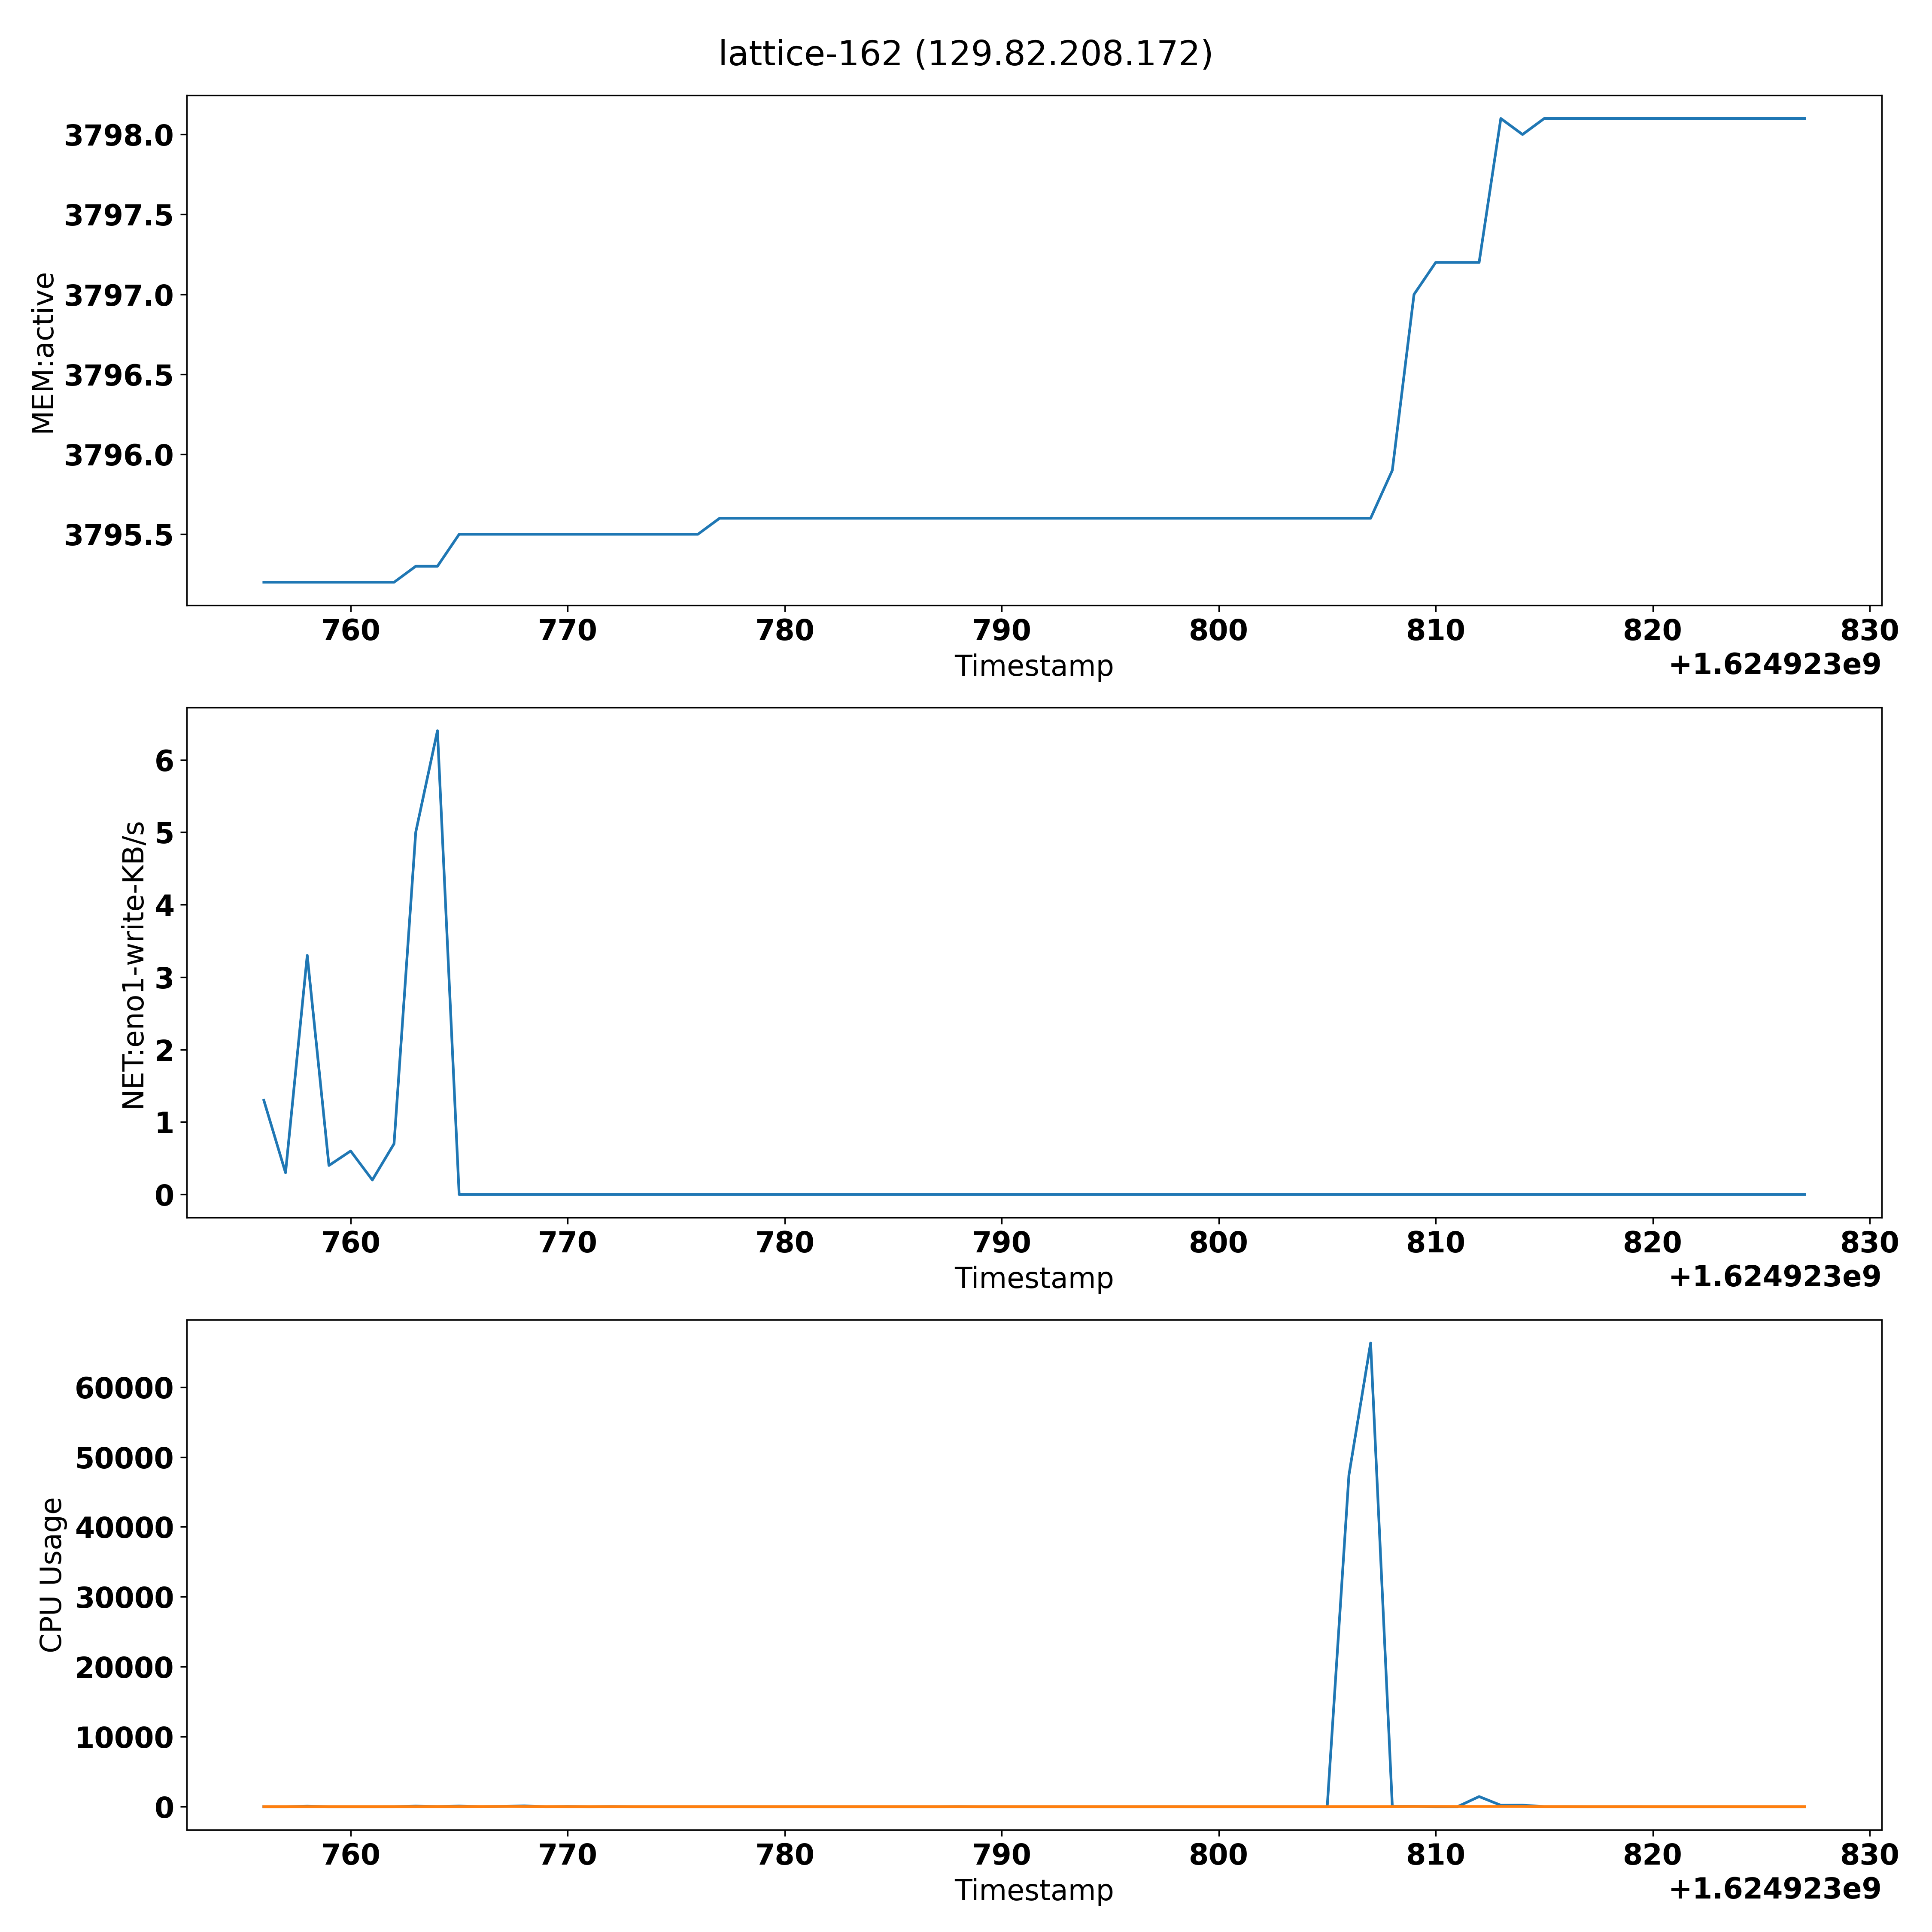 lattice-162 (129.82.208.172)
3798.0
3797.5
3797.0
3796.5
3796.0
3795.5
MEM:active
760 770 780 790 800 810 820 830
Timestamp
+1.624923e9
6
5
4
3
2
1
0
NET:eno1-write-KB/s
760 770 780 790 800 810 820 830
Timestamp
+1.624923e9
60000
50000
40000
30000
20000
10000
0
CPU Usage
760 770 780 790 800 810 820 830
Timestamp
+1.624923e9